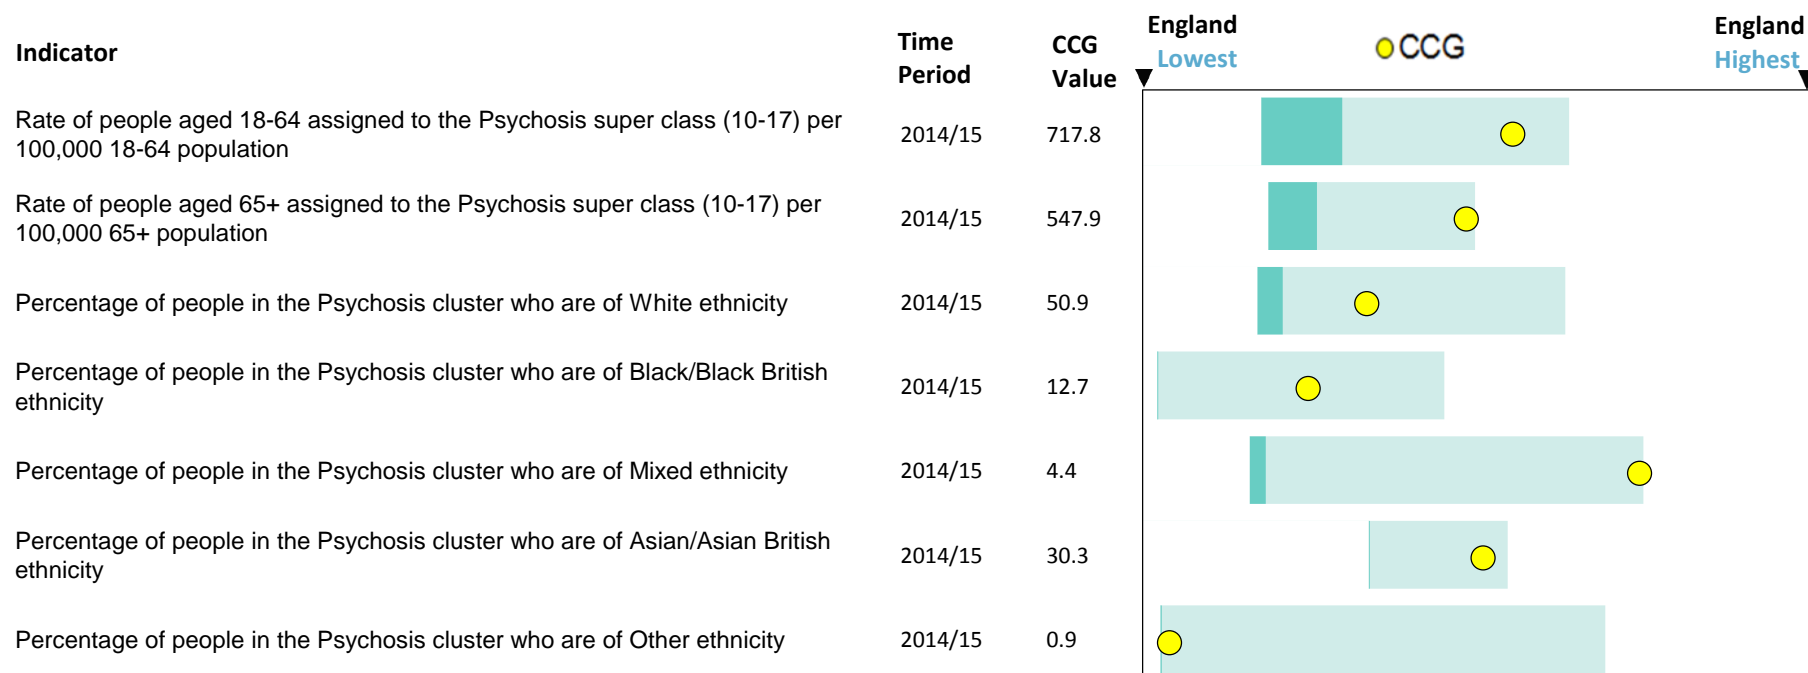 Indicator
Time
Period
CCG
Value
England
Lowest
CCG
England
Highest
Rate of people aged 18-64 assigned to the Psychosis super class (10-17) per
100,000 18-64 population
2014/15
717.8
Rate of people aged 65+ assigned to the Psychosis super class (10-17) per
100,000 65+ population
2014/15
547.9
Percentage of people in the Psychosis cluster who are of White ethnicity
2014/15
50.9
Percentage of people in the Psychosis cluster who are of Black/Black British
ethnicity
2014/15
12.7
Percentage of people in the Psychosis cluster who are of Mixed ethnicity
2014/15
4.4
Percentage of people in the Psychosis cluster who are of Asian/Asian British
ethnicity
2014/15
30.3
Percentage of people in the Psychosis cluster who are of Other ethnicity
2014/15
0.9